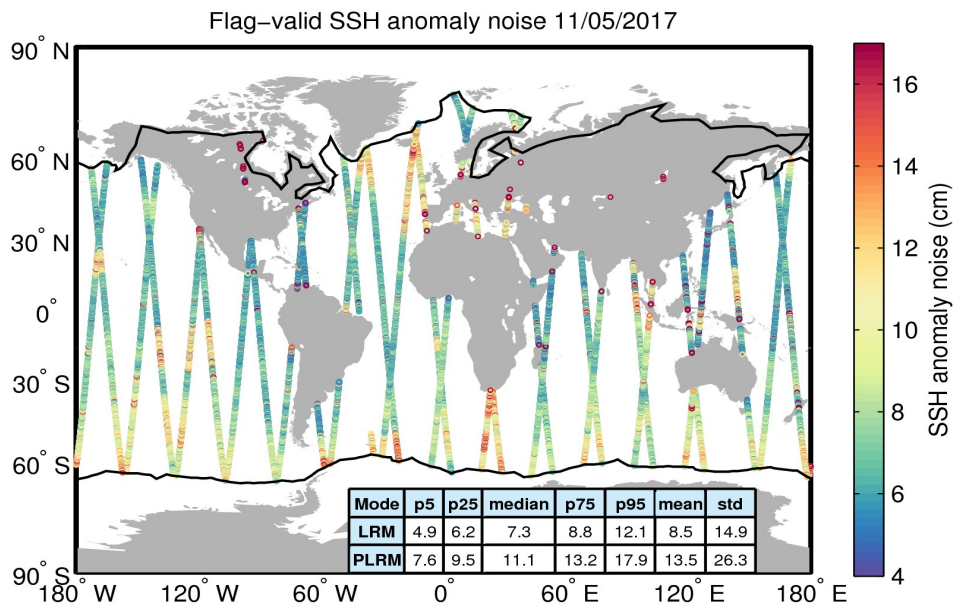 Flag−valid SSH anomaly noise 11/05/2017
90° N
60° N
30° N
0°
30° S
60° S
90° S
180° W
120° W
60° W
0°
60° E
120° E
180° E
Mode p5 p25 median p75 p95 mean std
LRM 4.9 6.2 7.3 8.8 12.1 8.5 14.9
PLRM 7.6 9.5 11.1 13.2 17.9 13.5 26.3
16
14
12
10
8
6
4
SSH anomaly noise (cm)